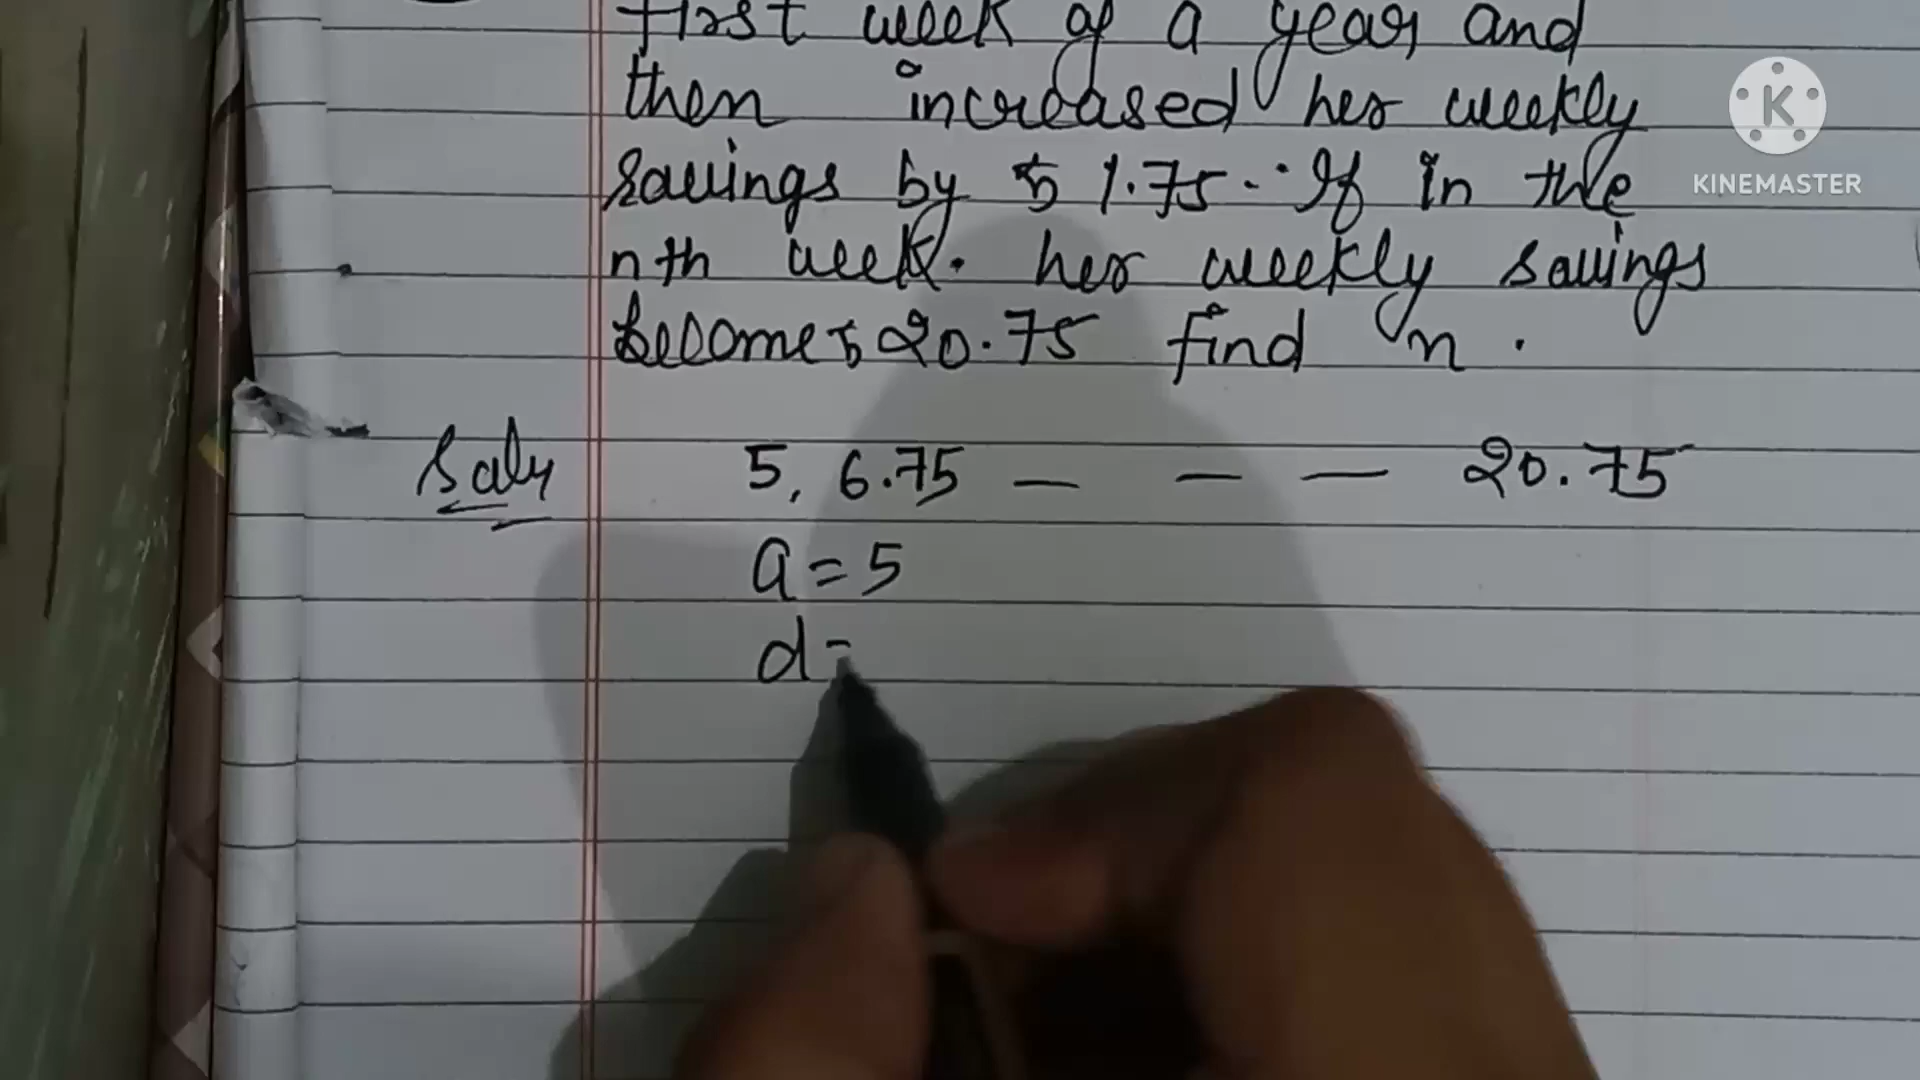 first week of a year and
then increased her weekly
savings by ₹ 1.75. If in the
nth week. her weekly savings
become ₹ 20.75 find n.
Soln 5, 6.75 — — — 20.75
a = 5
d =
K
KINEMASTER